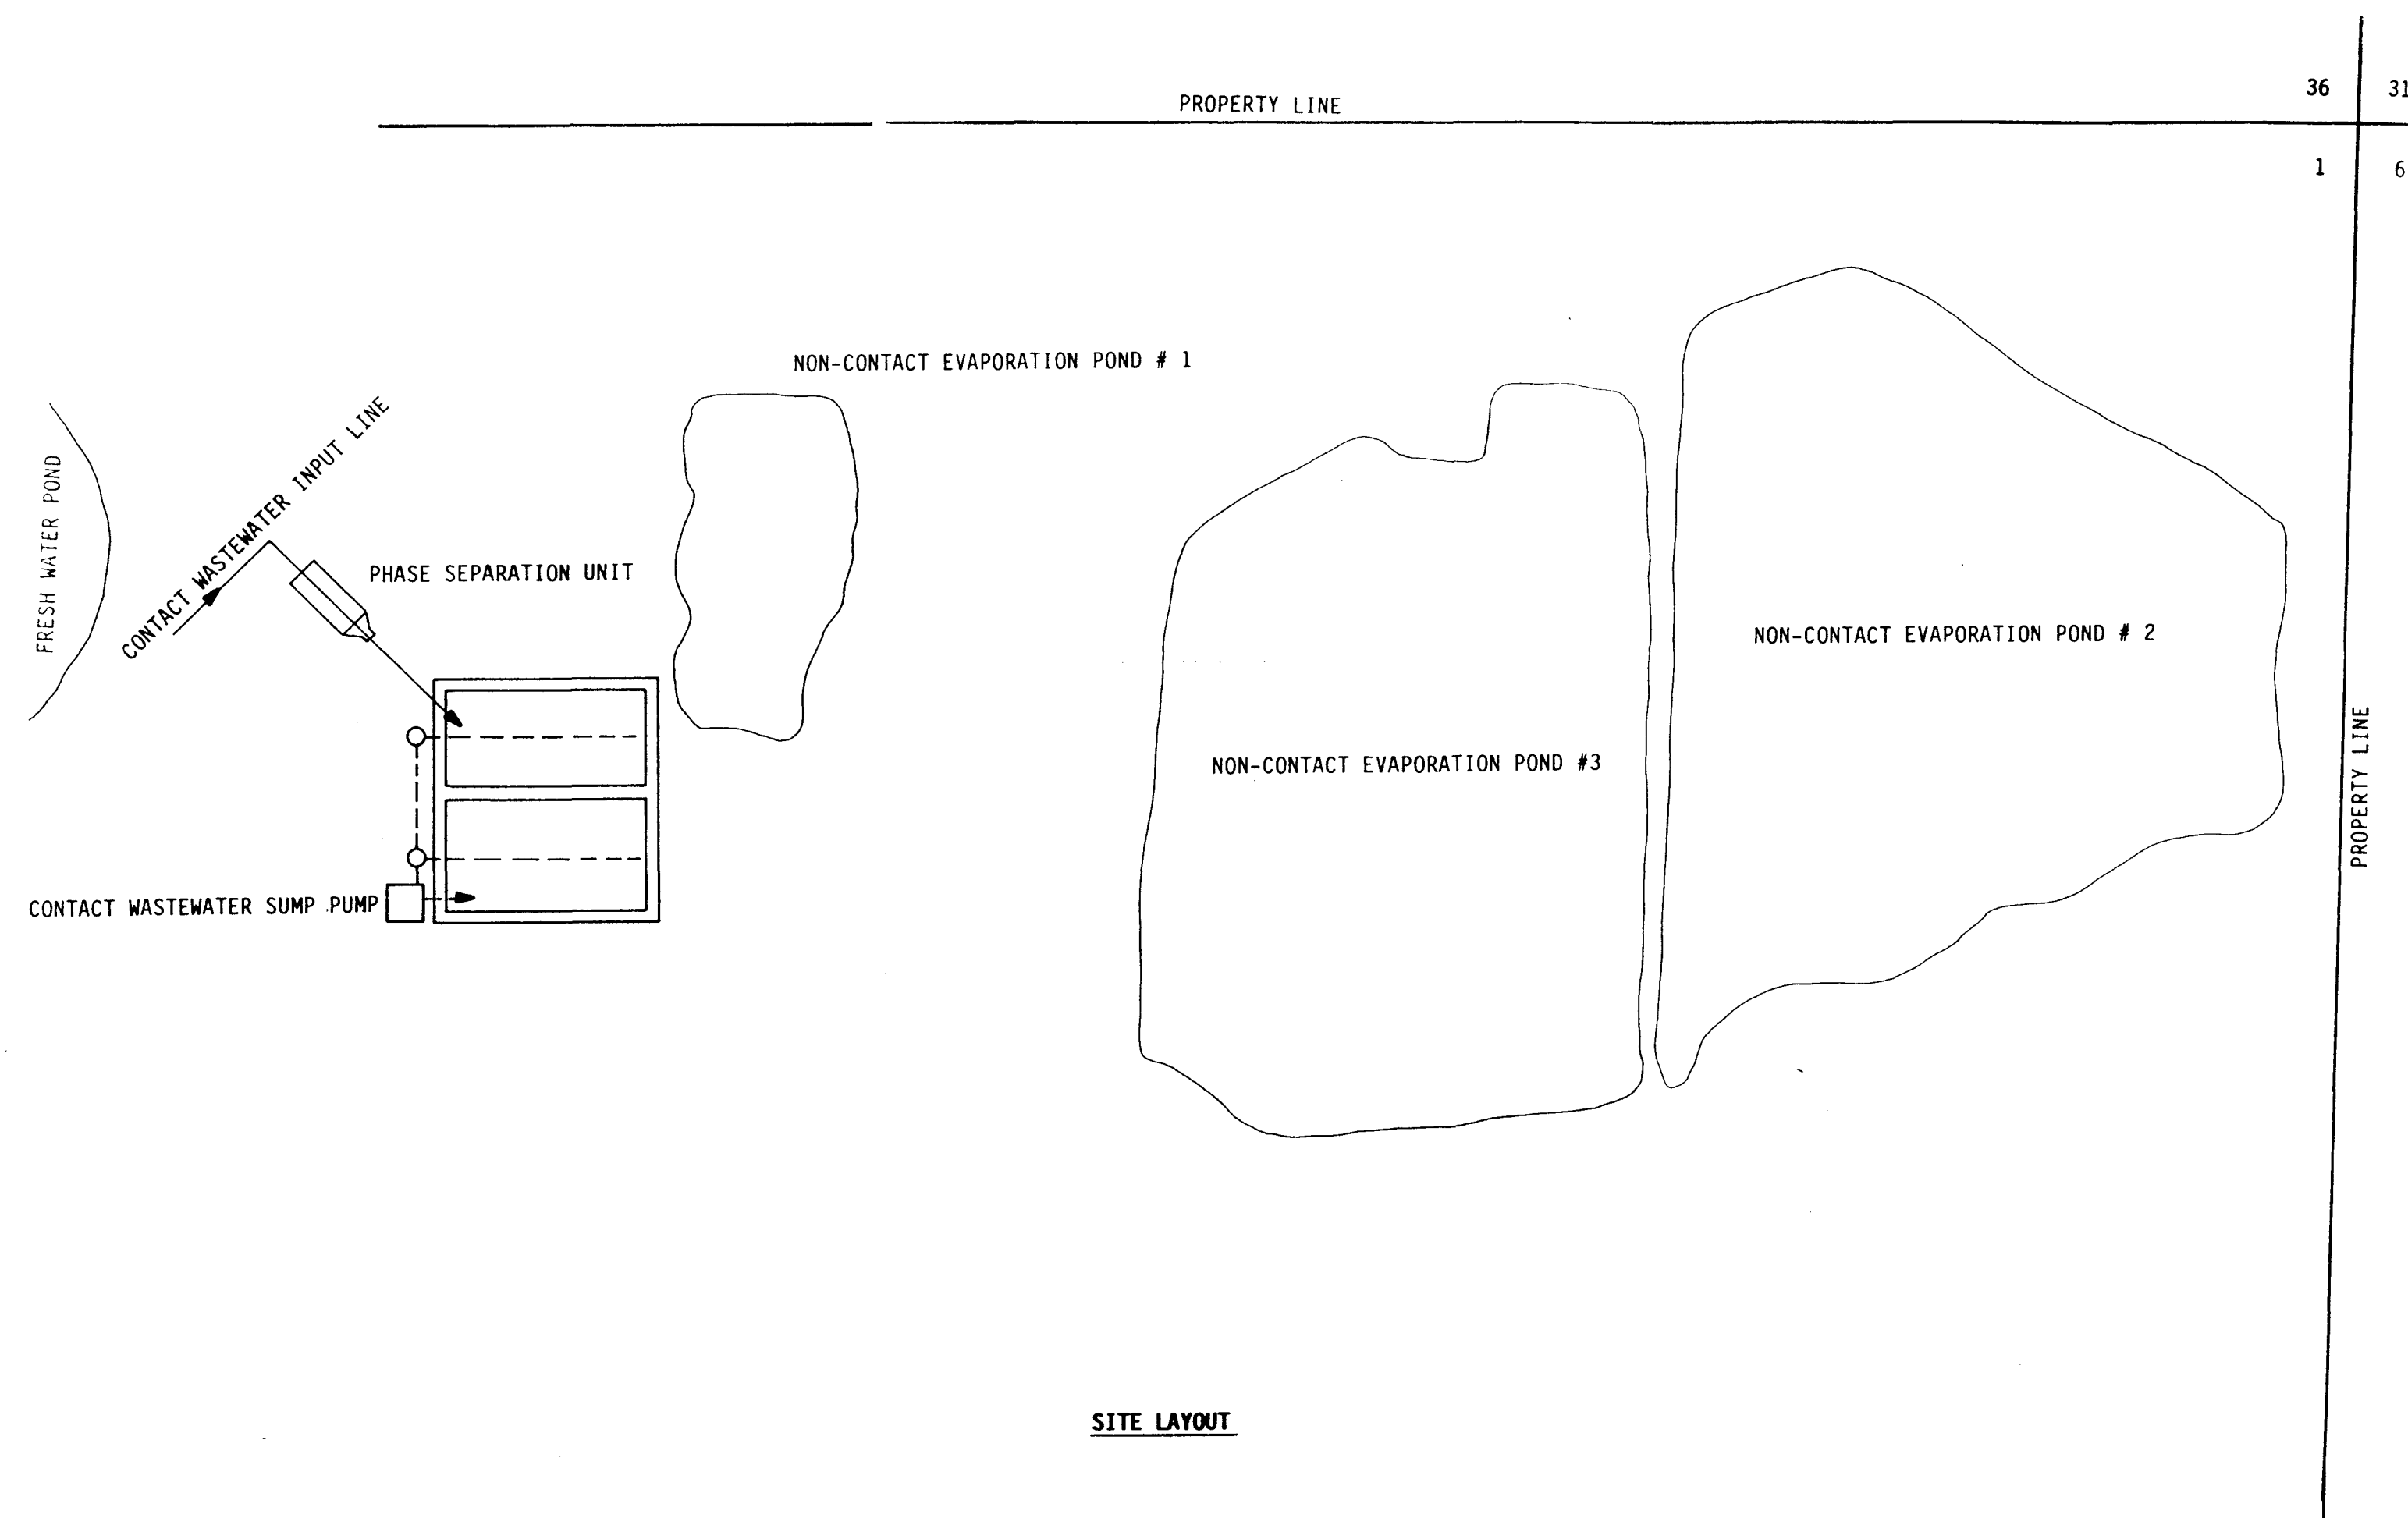 36
31
PROPERTY LINE
1
6
NON-CONTACT EVAPORATION POND # 1
CONTACT WASTEWATER INPUT LINE
FRESH WATER POND
PHASE SEPARATION UNIT
NON-CONTACT EVAPORATION POND # 2
NON-CONTACT EVAPORATION POND #3
PROPERTY LINE
CONTACT WASTEWATER SUMP PUMP
SITE LAYOUT